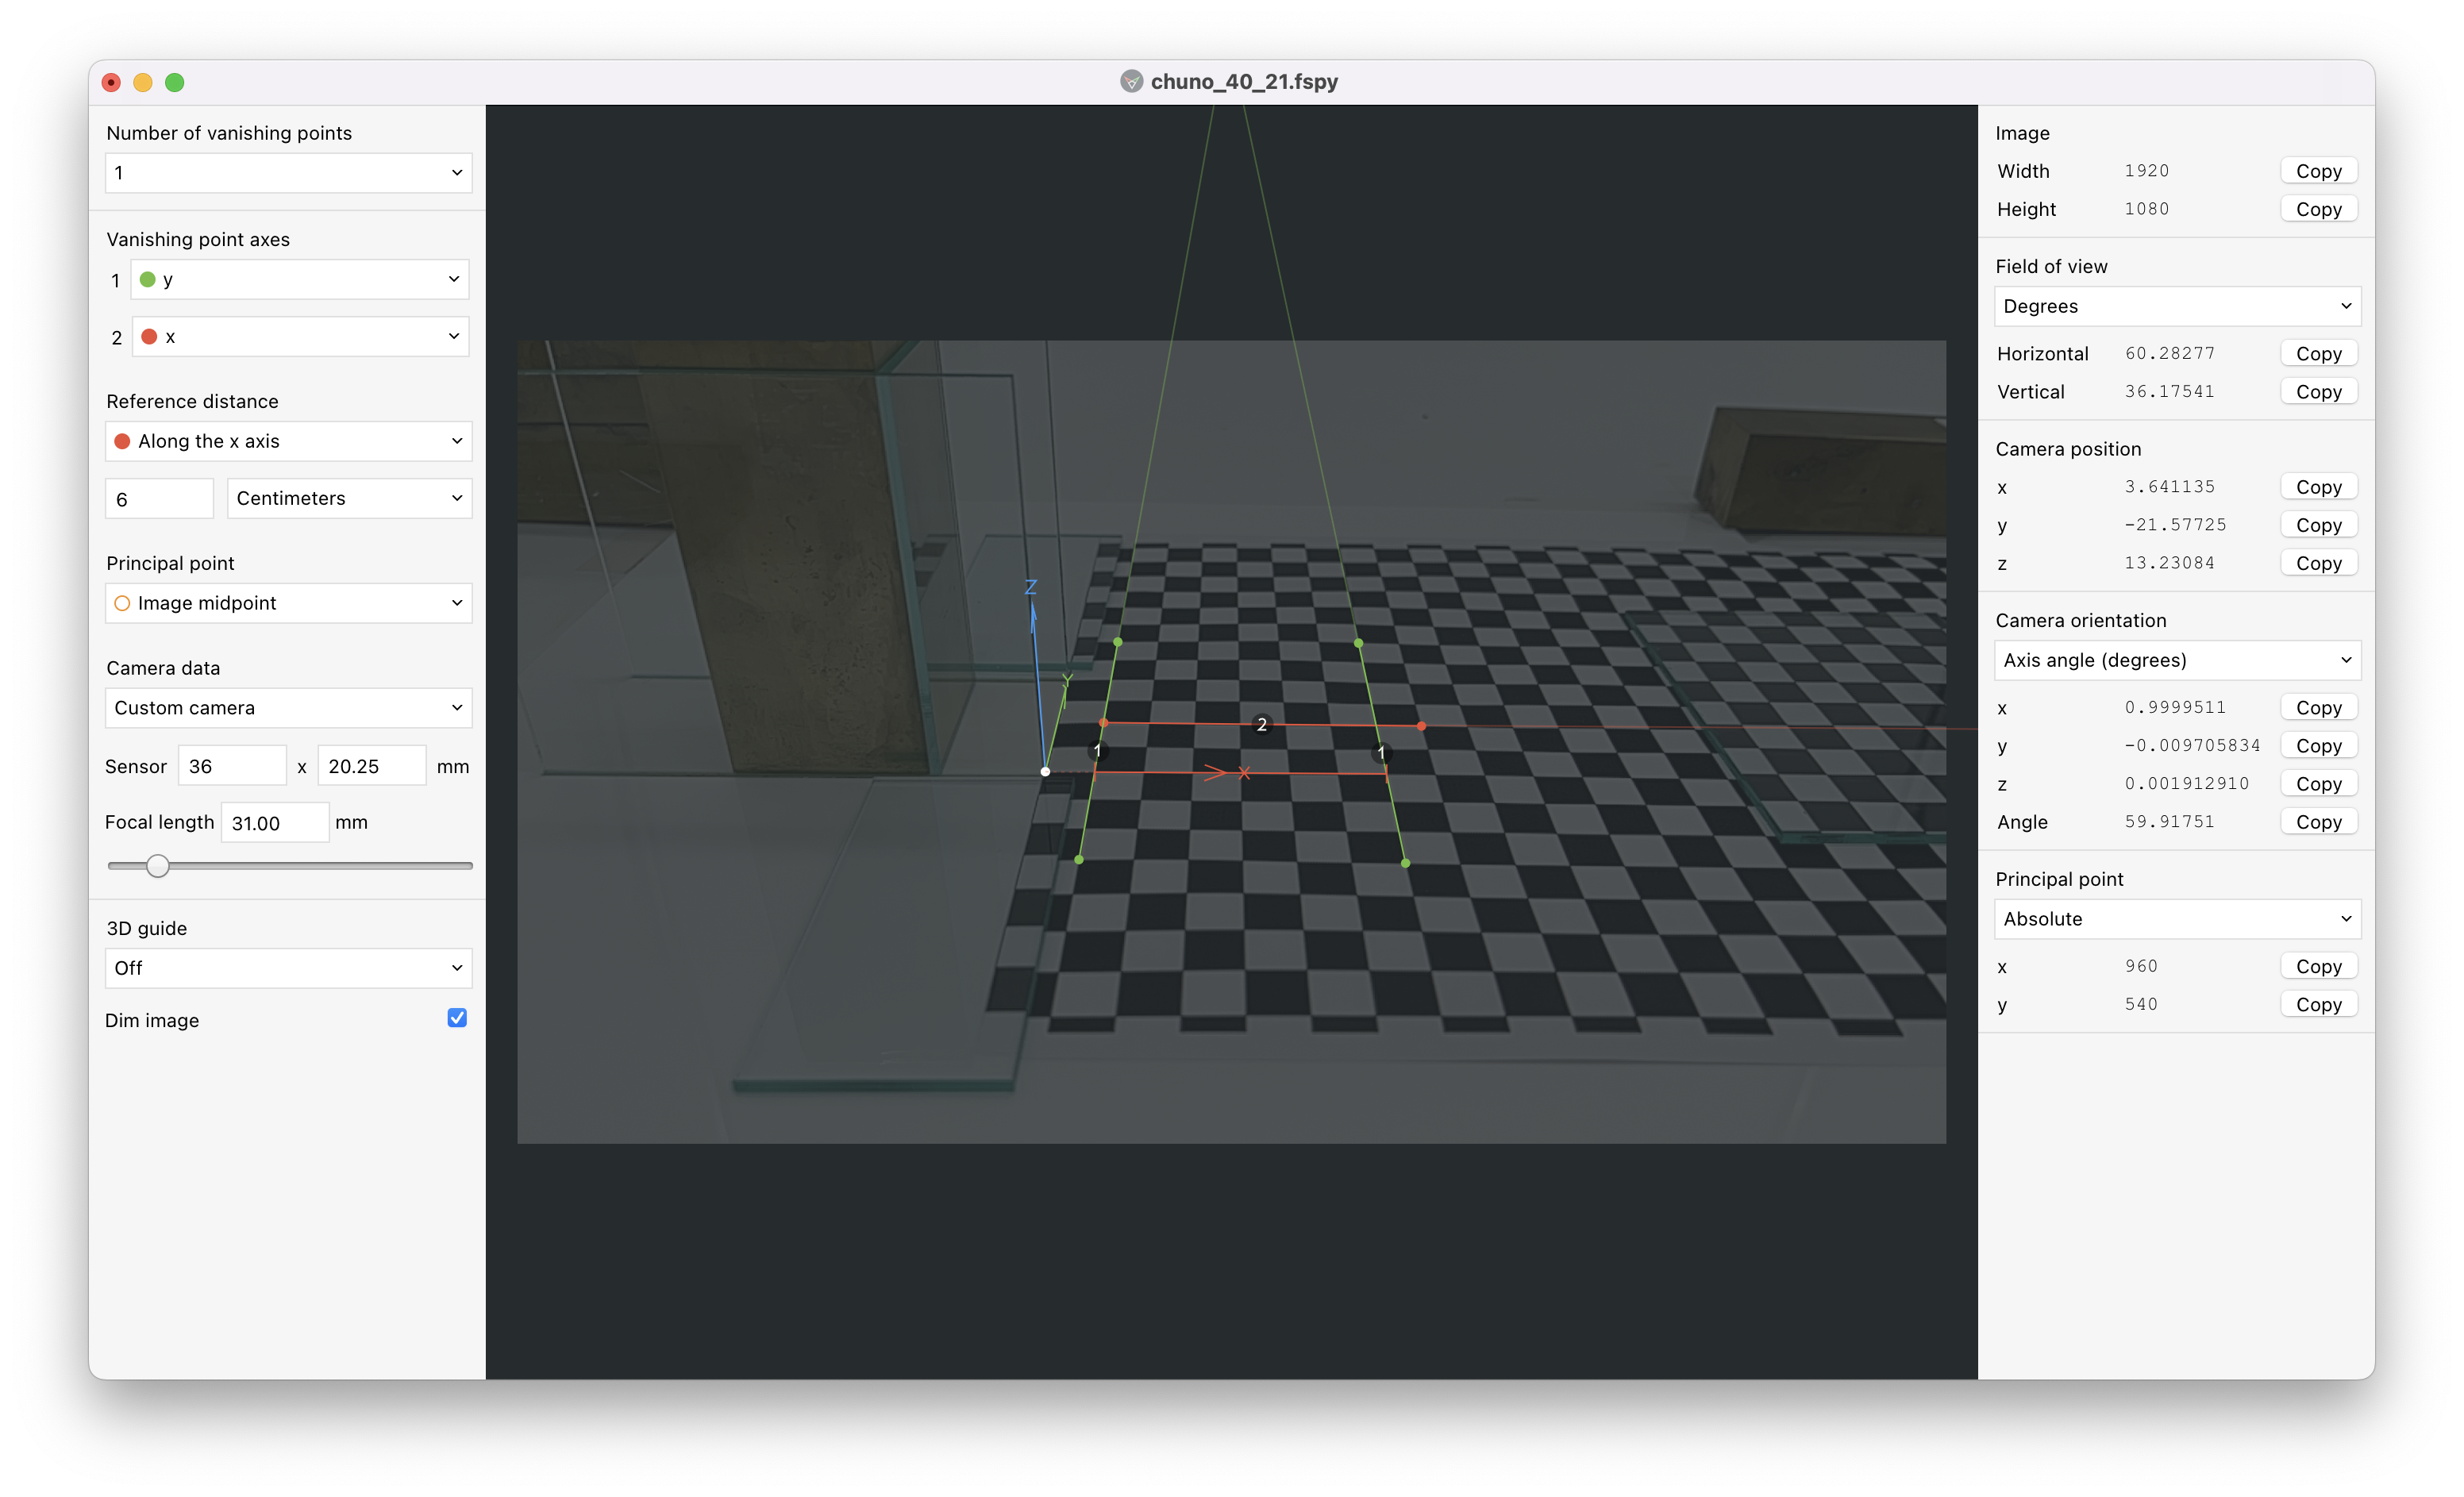 chuno_40_21.fspy
Number of vanishing points
1
Vanishing point axes
1 y
2 x
Reference distance
Along the x axis
6 Centimeters
Principal point
Image midpoint
Camera data
Custom camera
Sensor 36 x 20.25 mm
Focal length 31.00 mm
3D guide
Off
Dim image
Z
Y
2
1 1
X
Image
Width 1920 Copy
Height 1080 Copy
Field of view
Degrees
Horizontal 60.28277 Copy
Vertical 36.17541 Copy
Camera position
x 3.641135 Copy
y -21.57725 Copy
z 13.23084 Copy
Camera orientation
Axis angle (degrees)
x 0.9999511 Copy
y -0.009705834 Copy
z 0.001912910 Copy
Angle 59.91751 Copy
Principal point
Absolute
x 960 Copy
y 540 Copy